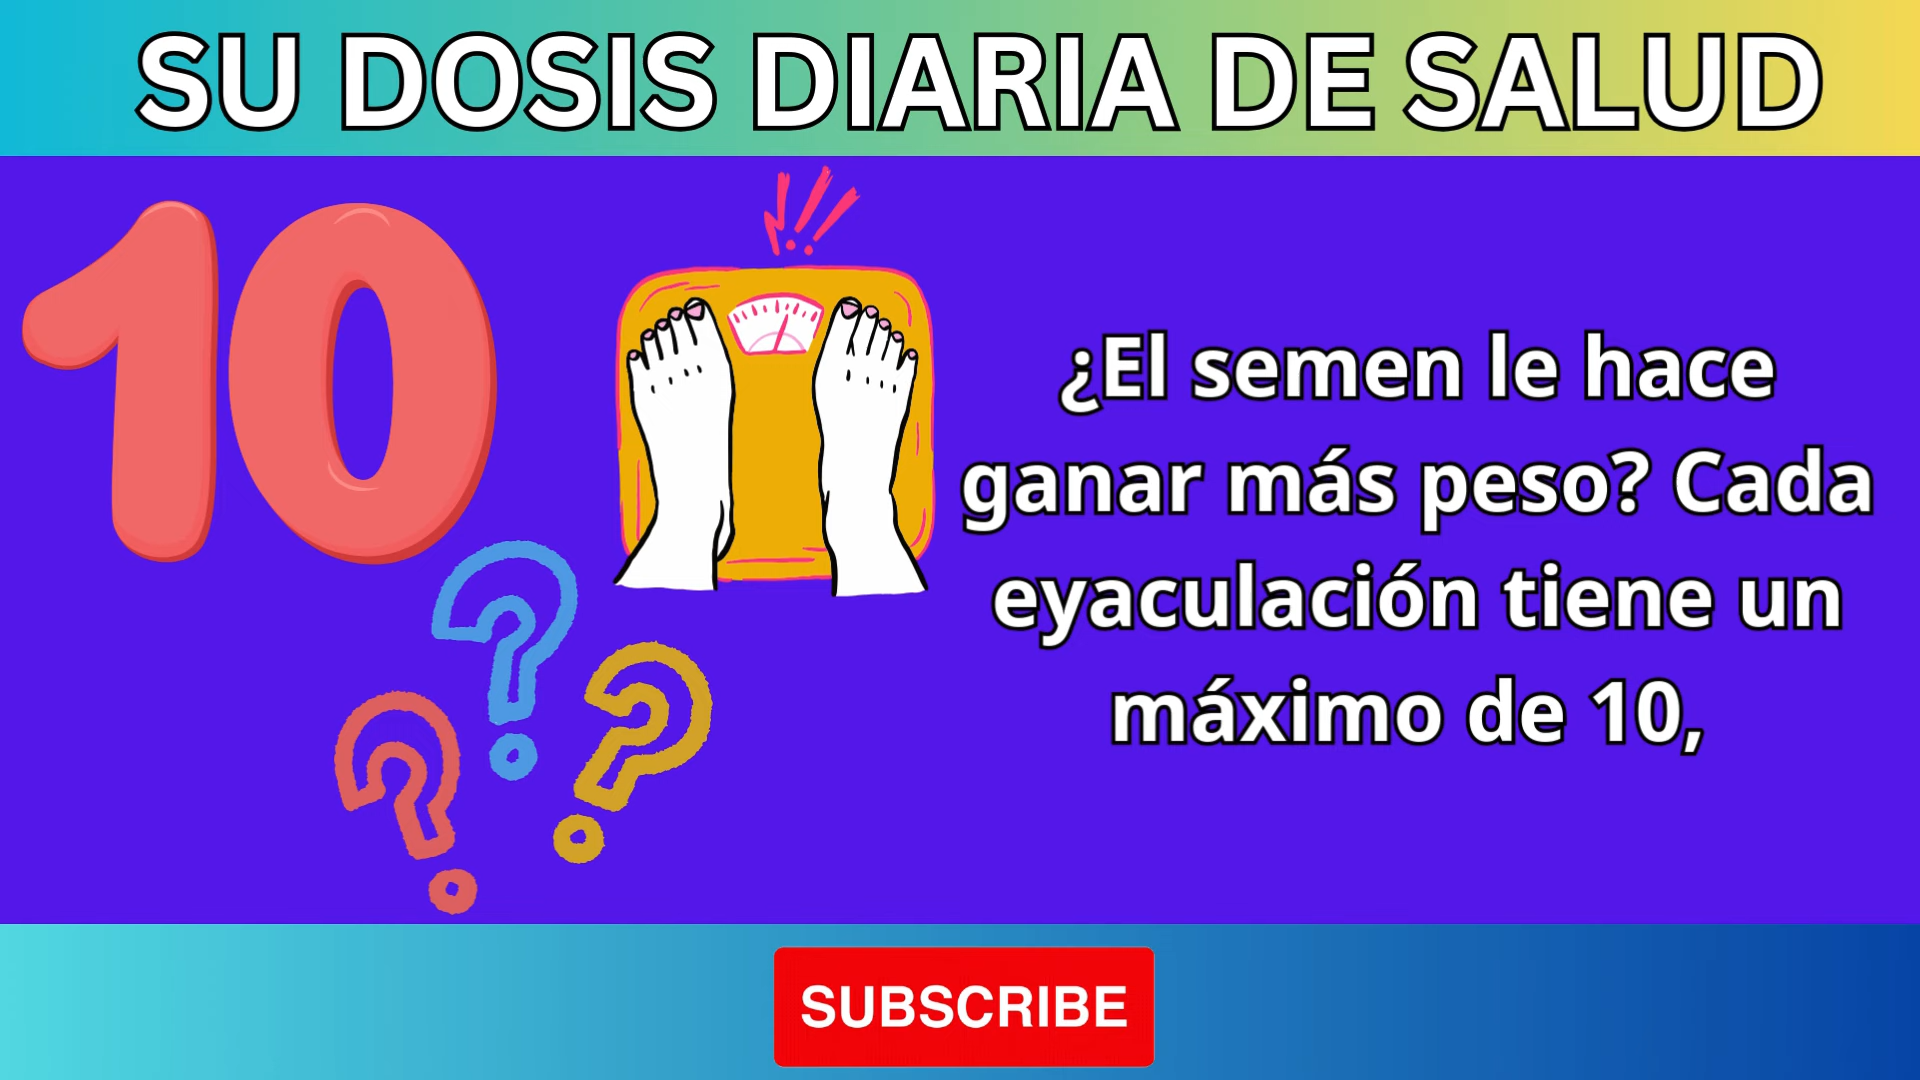 SU DOSIS DIARIA DE SALUD
10
¿El semen le hace
ganar más peso? Cada
eyaculación tiene un
máximo de 10,
SUBSCRIBE